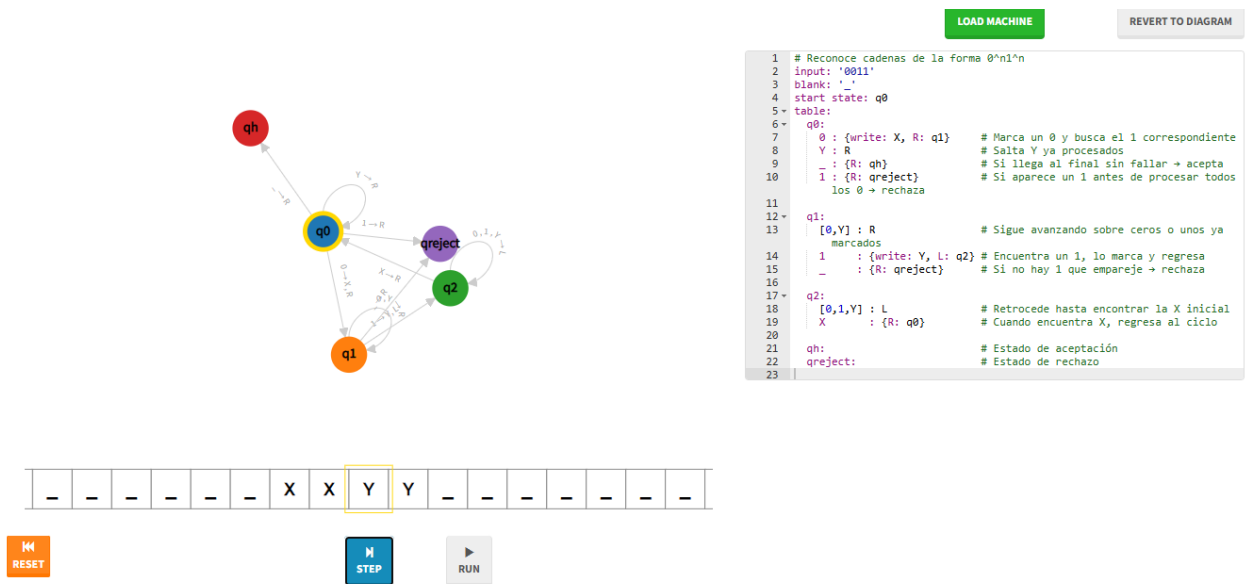 LOAD MACHINE
REVERT TO DIAGRAM
1 # Reconoce cadenas de la forma 0^n1^n
2 input: '0011'
3 blank: '_'
4 start state: q0
5 table:
6 q0:
7 0 : {write: X, R: q1} # Marca un 0 y busca el 1 correspondiente
8 Y : R # Salta Y ya procesados
9 _ : {R: qh} # Si llega al final sin fallar → acepta
10 1 : {R: qreject} # Si aparece un 1 antes de procesar todos
los 0 → rechaza
11
12 q1:
13 [0,Y] : R # Sigue avanzando sobre ceros o unos ya
marcados
14 1 : {write: Y, L: q2} # Encuentra un 1, lo marca y regresa
15 _ : {R: qreject} # Si no hay 1 que empareje → rechaza
16
17 q2:
18 [0,1,Y] : L # Retrocede hasta encontrar la X inicial
19 X : {R: q0} # Cuando encuentra X, regresa al ciclo
20
21 qh: # Estado de aceptación
22 qreject: # Estado de rechazo
23
qh
Y→R
_→R
q0
1→R
qreject
0,1,Y→L
X→R
q2
0→X,R
q1
_ _ _ _ _ _ X X Y Y _ _ _ _ _ _ _
RESET
STEP
RUN